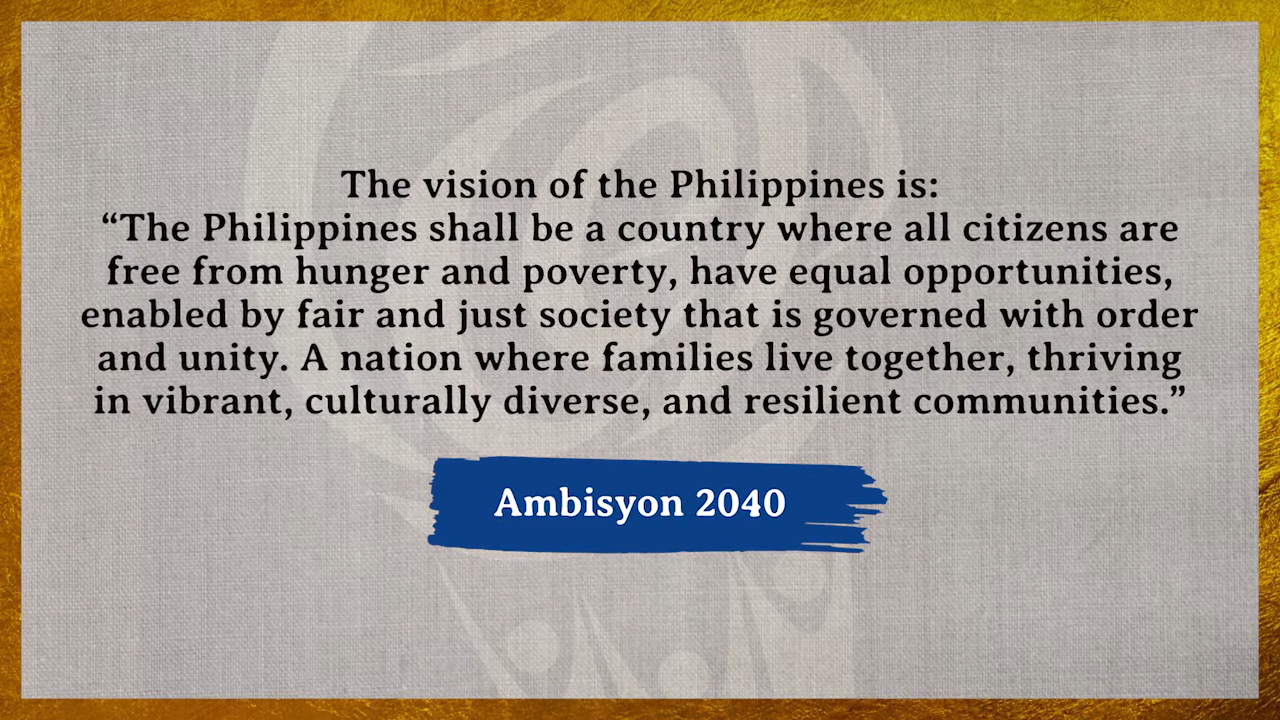 The vision of the Philippines is:
“The Philippines shall be a country where all citizens are
free from hunger and poverty, have equal opportunities,
enabled by fair and just society that is governed with order
and unity. A nation where families live together, thriving
in vibrant, culturally diverse, and resilient communities.”
Ambisyon 2040